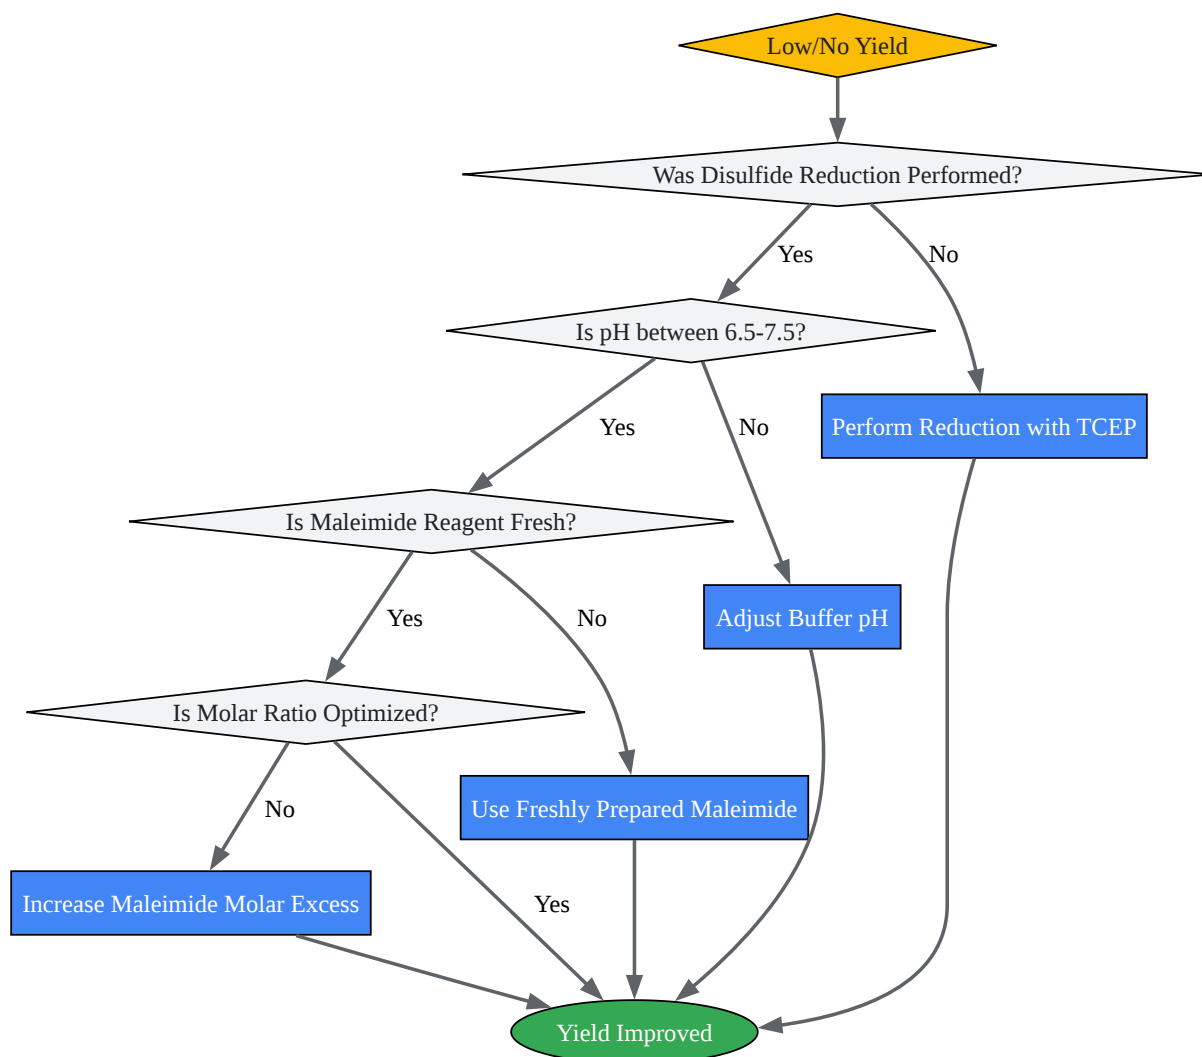 Low/No Yield
Was Disulfide Reduction Performed?
Yes
No
Is pH between 6.5-7.5?
Yes
No
Perform Reduction with TCEP
Is Maleimide Reagent Fresh?
Yes
No
Adjust Buffer pH
Is Molar Ratio Optimized?
No
Use Freshly Prepared Maleimide
Yes
Increase Maleimide Molar Excess
Yield Improved